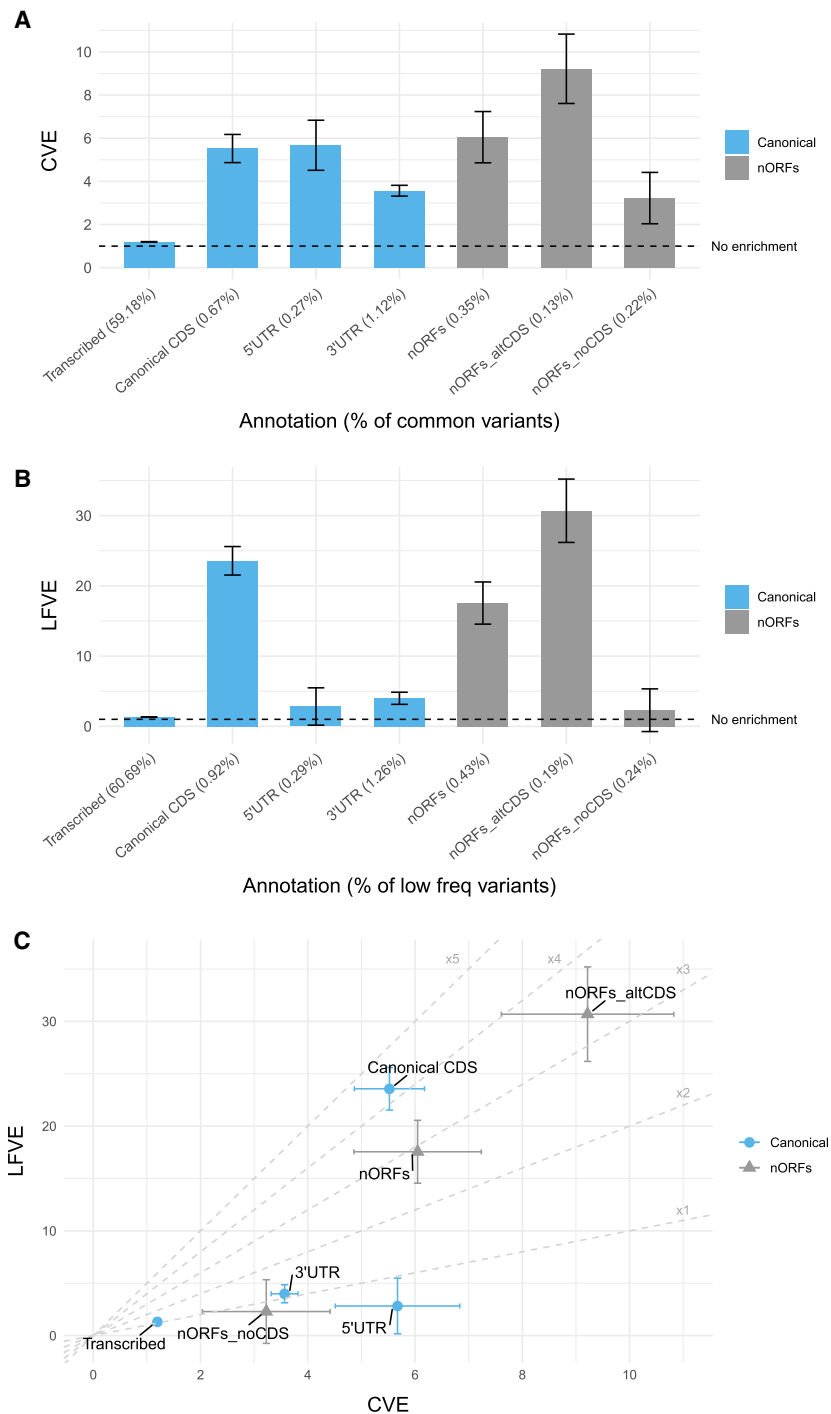 A
CVE
10
8
6
4
2
0
No enrichment
Canonical
nORFs
Transcribed (59.18%)
Canonical CDS (0.67%)
5'UTR (0.27%)
3'UTR (1.12%)
nORFs (0.35%)
nORFs_altCDS (0.13%)
nORFs_noCDS (0.22%)
Annotation (% of common variants)
B
LFVE
30
20
10
0
Canonical
nORFs
No enrichment
Transcribed (60.69%)
Canonical CDS (0.92%)
5'UTR (0.29%)
3'UTR (1.26%)
nORFs (0.43%)
nORFs_altCDS (0.19%)
nORFs_noCDS (0.24%)
Annotation (% of low freq variants)
C
LFVE
30
20
10
0
x5
x4
x3
x2
x1
nORFs_altCDS
Canonical CDS
nORFs
3'UTR
nORFs_noCDS
5'UTR
Transcribed
Canonical
nORFs
0
2
4
6
8
10
CVE